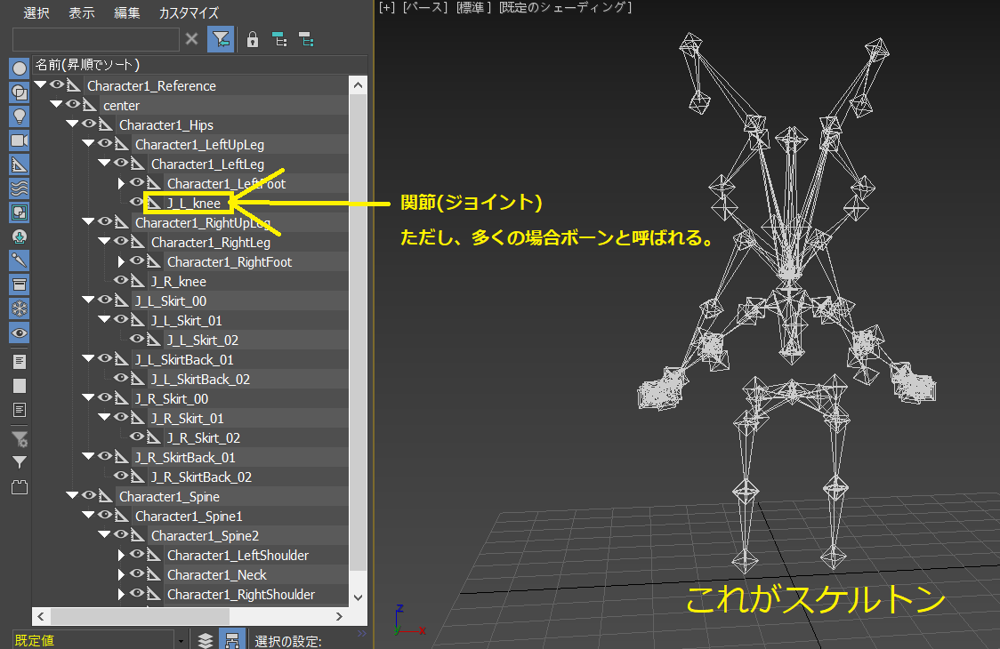 選択 表示 編集 カスタマイズ
[+] [パース] [標準 ] [既定のシェーディング ]
名前(昇順でソート)
Character1_Reference
center
Character1_Hips
Character1_LeftUpLeg
Character1_LeftLeg
Character1_LeftFoot
J_L_knee
Character1_RightUpLeg
Character1_RightLeg
Character1_RightFoot
J_R_knee
J_L_Skirt_00
J_L_Skirt_01
J_L_Skirt_02
J_L_SkirtBack_01
J_L_SkirtBack_02
J_R_Skirt_00
J_R_Skirt_01
J_R_Skirt_02
J_R_SkirtBack_01
J_R_SkirtBack_02
Character1_Spine
Character1_Spine1
Character1_Spine2
Character1_LeftShoulder
Character1_Neck
Character1_RightShoulder
既定値
選択の設定:
関節(ジョイント)
ただし、多くの場合ボーンと呼ばれる。
これがスケルトン
z
y
x